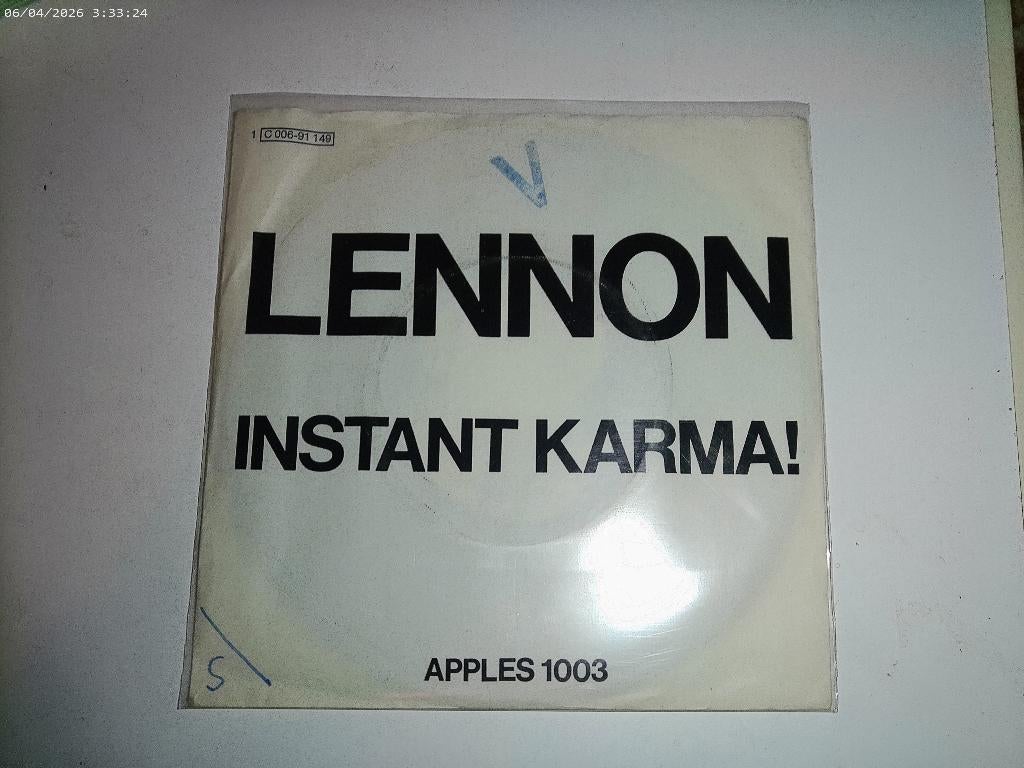 06/04/2026 3:33:24
1 C 006-91 149
V
LENNON
INSTANT KARMA!
S
APPLES 1003